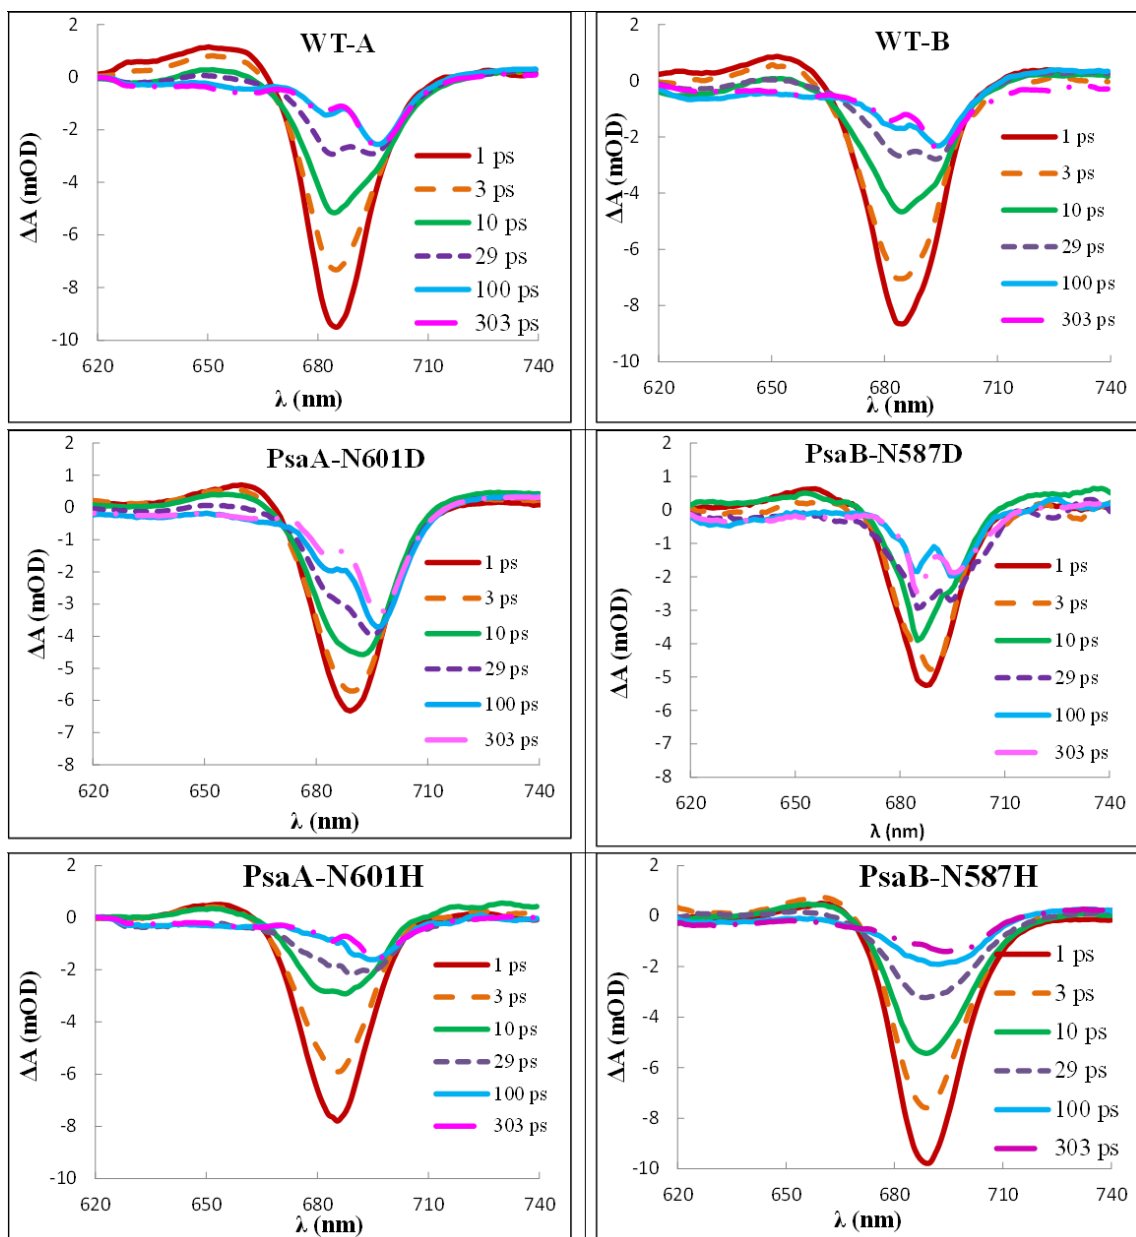 WT-A
ΔA (mOD)
2
0
-2
-4
-6
-8
-10
620
650
680
710
740
λ (nm)
1 ps
3 ps
10 ps
29 ps
100 ps
303 ps
WT-B
ΔA (mOD)
2
0
-2
-4
-6
-8
-10
620
650
680
710
740
λ (nm)
1 ps
3 ps
10 ps
29 ps
100 ps
303 ps
PsaA-N601D
ΔA (mOD)
2
1
0
-1
-2
-3
-4
-5
-6
-7
-8
620
650
680
710
740
λ (nm)
1 ps
3 ps
10 ps
29 ps
100 ps
303 ps
PsaB-N587D
ΔA (mOD)
2
1
0
-1
-2
-3
-4
-5
-6
-7
-8
620
650
680
710
740
λ (nm)
1 ps
3 ps
10 ps
29 ps
100 ps
303 ps
PsaA-N601H
ΔA (mOD)
2
0
-2
-4
-6
-8
-10
620
650
680
710
740
λ (nm)
1 ps
3 ps
10 ps
29 ps
100 ps
303 ps
PsaB-N587H
ΔA (mOD)
2
0
-2
-4
-6
-8
-10
620
650
680
710
740
λ (nm)
1 ps
3 ps
10 ps
29 ps
100 ps
303 ps